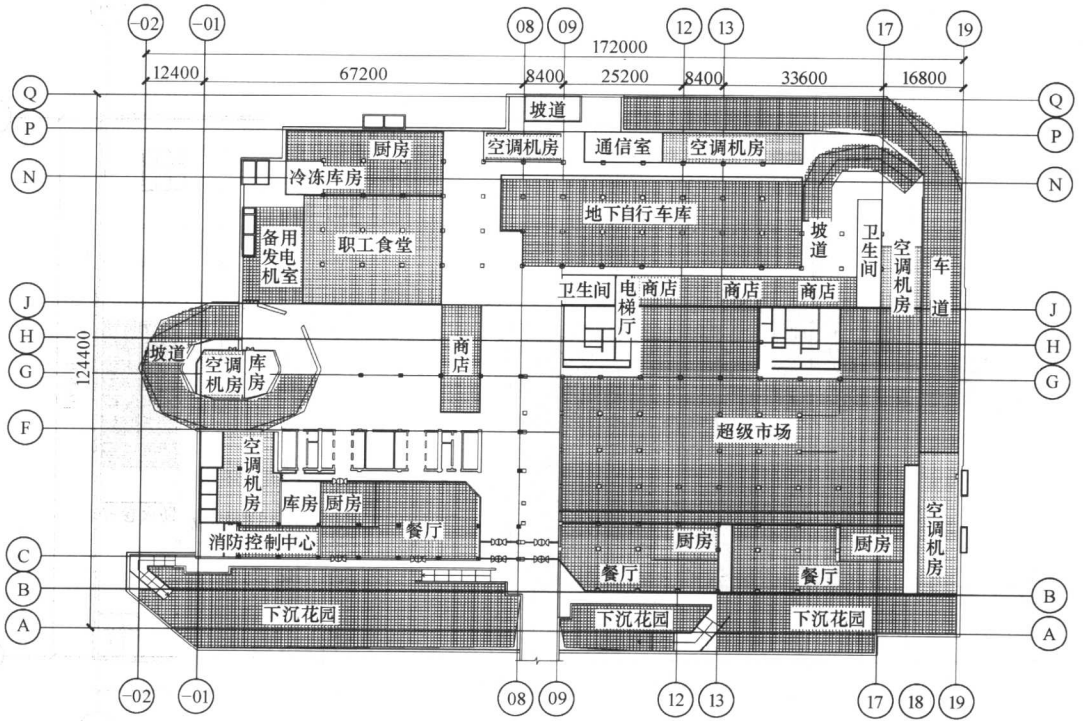 -02
-01
08
09
12
13
17
19
172000
12400
67200
8400
25200
8400
33600
16800
Q
Q
坡道
P
P
厨房
空调机房
通信室
空调机房
N
冷冻库房
N
地下自行车库
备用
发电
机室
职工食堂
坡道
卫生间
空调机房
车道
卫生间
电梯厅
商店
商店
商店
J
J
124400
H
坡道
商店
H
G
空调
机房
库房
G
F
超级市场
空调机房
库房
厨房
空调机房
消防控制中心
餐厅
厨房
厨房
C
餐厅
餐厅
B
B
下沉花园
下沉花园
下沉花园
A
A
-02
-01
08
09
12
13
17
18
19